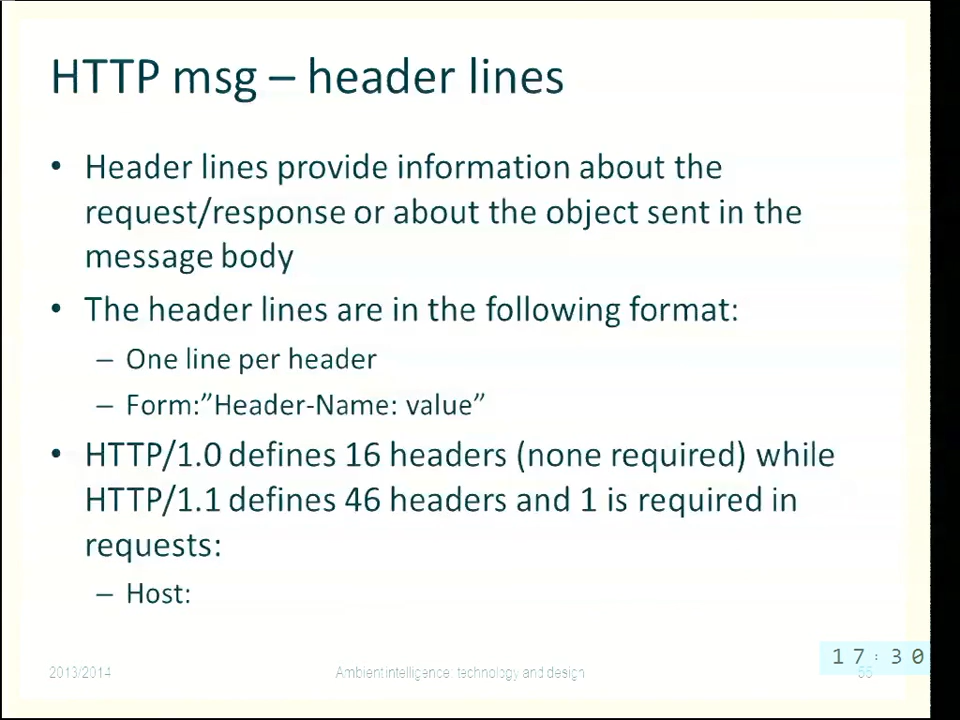 HTTP msg – header lines
• Header lines provide information about the
request/response or about the object sent in the
message body
• The header lines are in the following format:
– One line per header
– Form:”Header-Name: value”
• HTTP/1.0 defines 16 headers (none required) while
HTTP/1.1 defines 46 headers and 1 is required in
requests:
– Host:
17:30
2013/2014
Ambient intelligence: technology and design
55